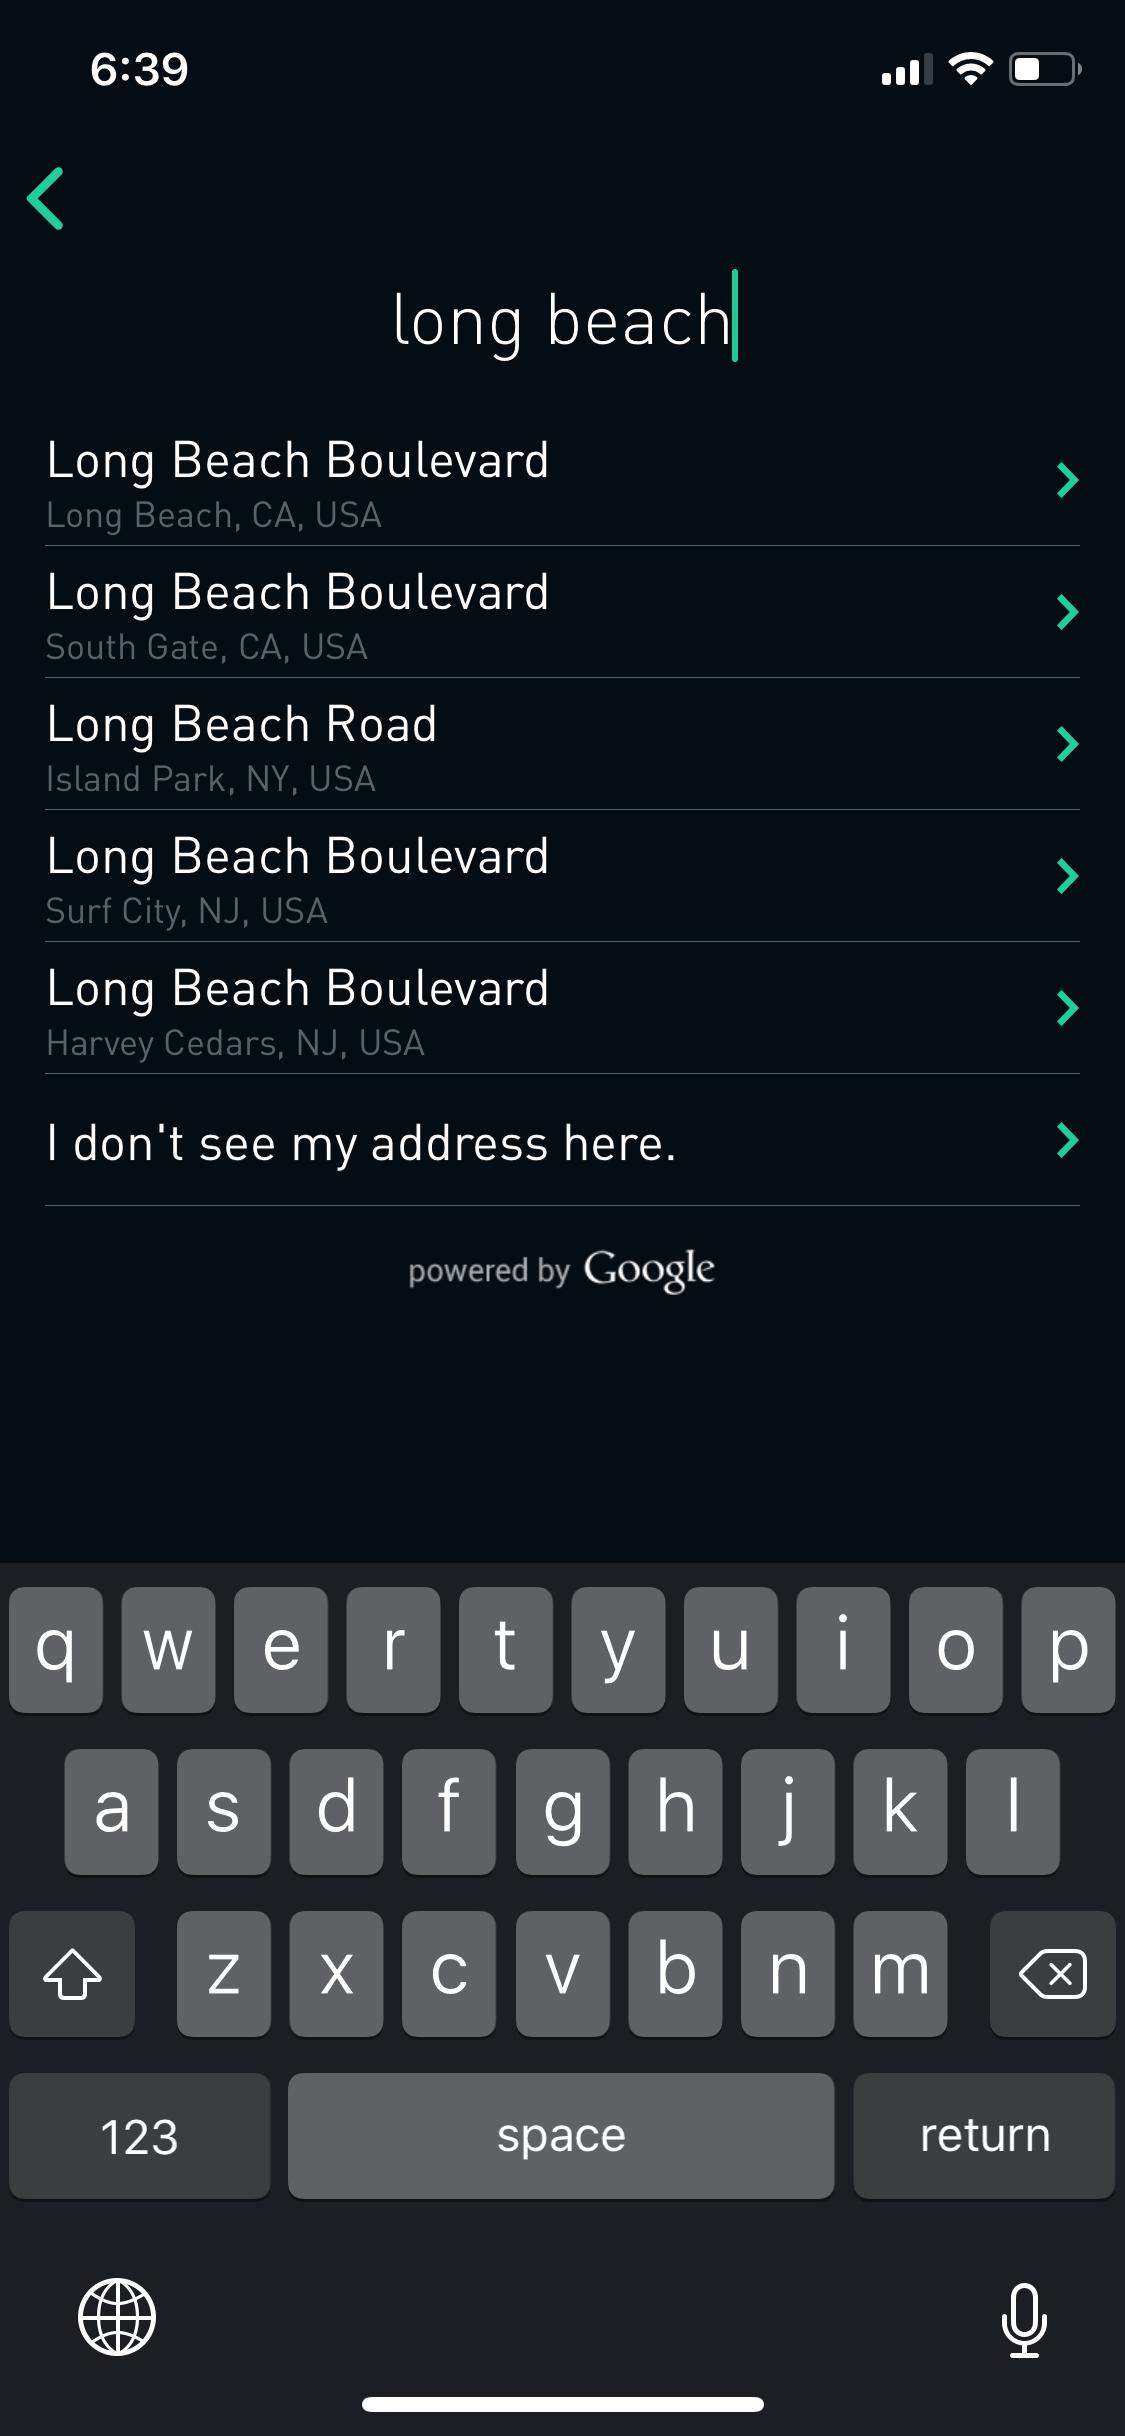 6:39
long beach
Long Beach Boulevard
Long Beach, CA, USA
Long Beach Boulevard
South Gate, CA, USA
Long Beach Road
Island Park, NY, USA
Long Beach Boulevard
Surf City, NJ, USA
Long Beach Boulevard
Harvey Cedars, NJ, USA
I don't see my address here.
powered by Google
q w e r t y u i o p
a s d f g h j k l
z x c v b n m
123 space return